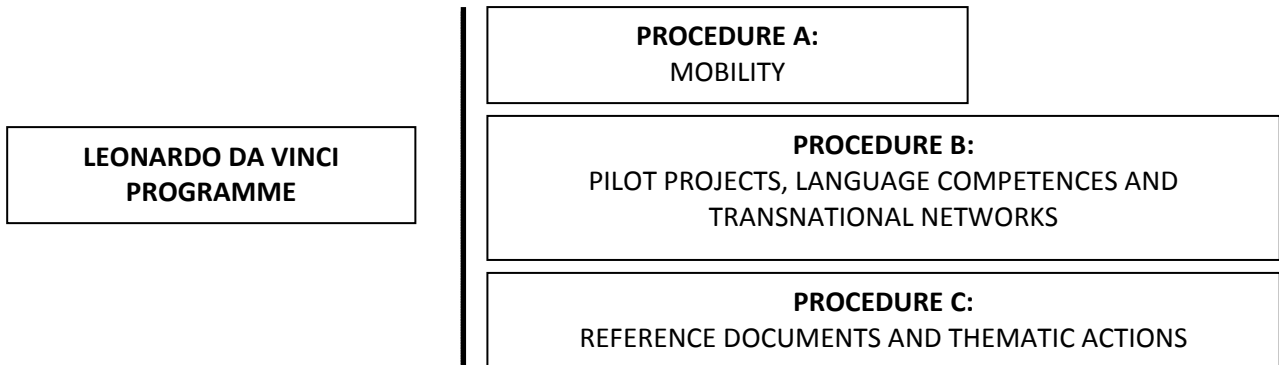 LEONARDO DA VINCI
PROGRAMME
PROCEDURE A:
MOBILITY
PROCEDURE B:
PILOT PROJECTS, LANGUAGE COMPETENCES AND
TRANSNATIONAL NETWORKS
PROCEDURE C:
REFERENCE DOCUMENTS AND THEMATIC ACTIONS